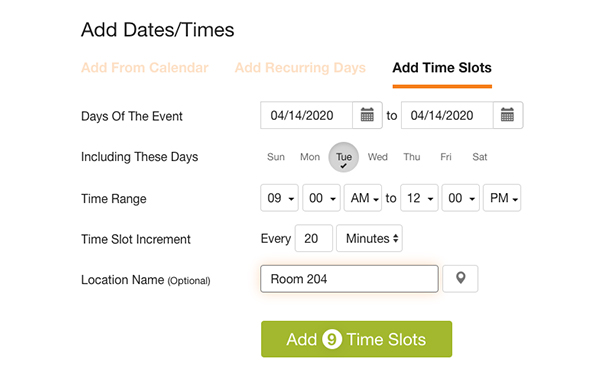 Add Dates/Times
Add From Calendar Add Recurring Days Add Time Slots
Days Of The Event 04/14/2020 to 04/14/2020
Including These Days Sun Mon Tue Wed Thu Fri Sat
Time Range 09 00 AM to 12 00 PM
Time Slot Increment Every 20 Minutes
Location Name (Optional) Room 204
Add 9 Time Slots